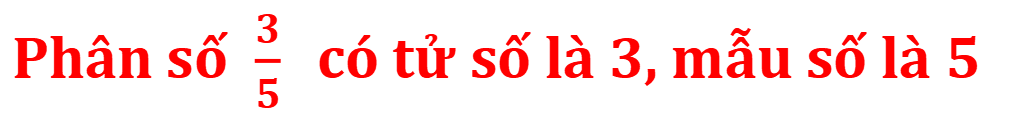 Phân số 3/5 có tử số là 3, mẫu số là 5